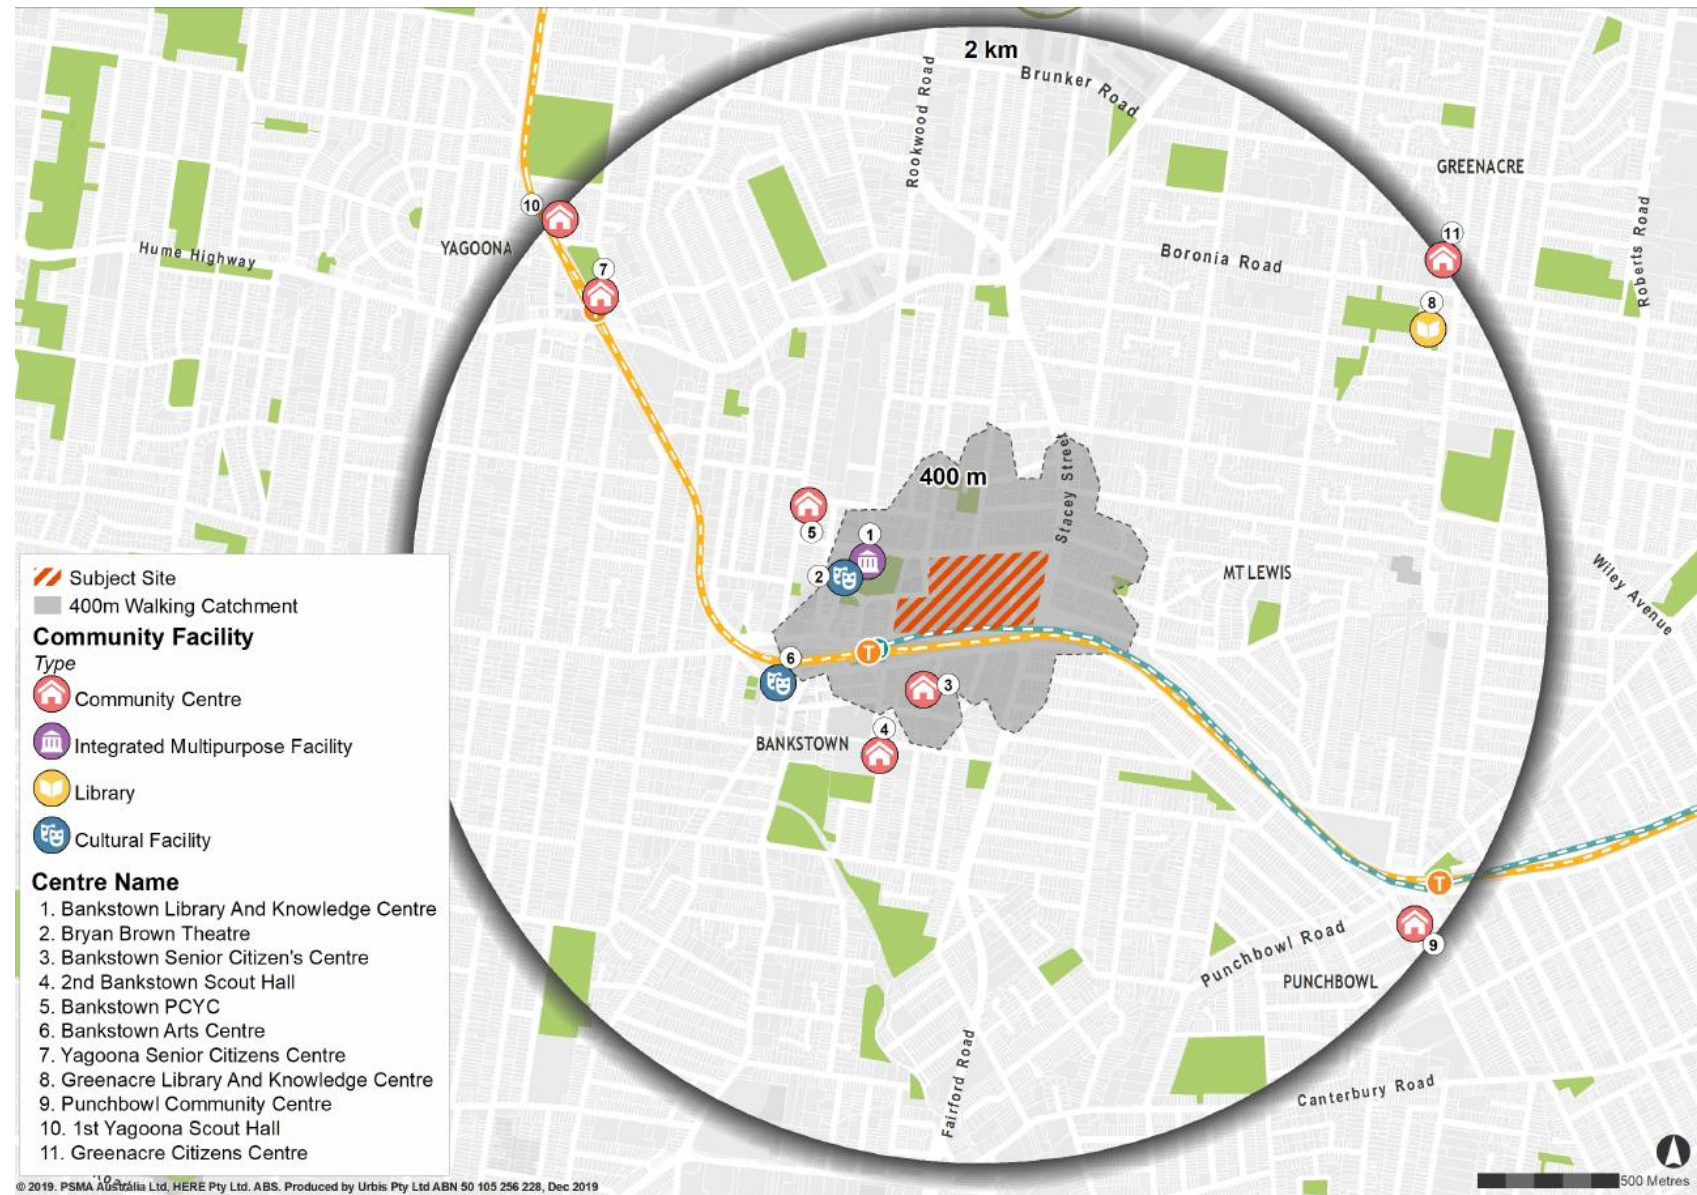 2 km
Brunker Road
Rookwood Road
GREENACRE
10
YAGOONA
Hume Highway
7
Boronia Road
11
Roberts Road
8
400 m
Stacey Street
5
1
2
MT LEWIS
Wiley Avenue
6
T
3
BANKSTOWN
4
T
9
Punchbowl Road
PUNCHBOWL
Fairford Road
Canterbury Road
Subject Site
400m Walking Catchment
Community Facility
Type
Community Centre
Integrated Multipurpose Facility
Library
Cultural Facility
Centre Name
1. Bankstown Library And Knowledge Centre
2. Bryan Brown Theatre
3. Bankstown Senior Citizen's Centre
4. 2nd Bankstown Scout Hall
5. Bankstown PCYC
6. Bankstown Arts Centre
7. Yagoona Senior Citizens Centre
8. Greenacre Library And Knowledge Centre
9. Punchbowl Community Centre
10. 1st Yagoona Scout Hall
11. Greenacre Citizens Centre
© 2019. PSMA Australia Ltd, HERE Pty Ltd. ABS. Produced by Urbis Pty Ltd ABN 50 105 256 228, Dec 2019
500 Metres